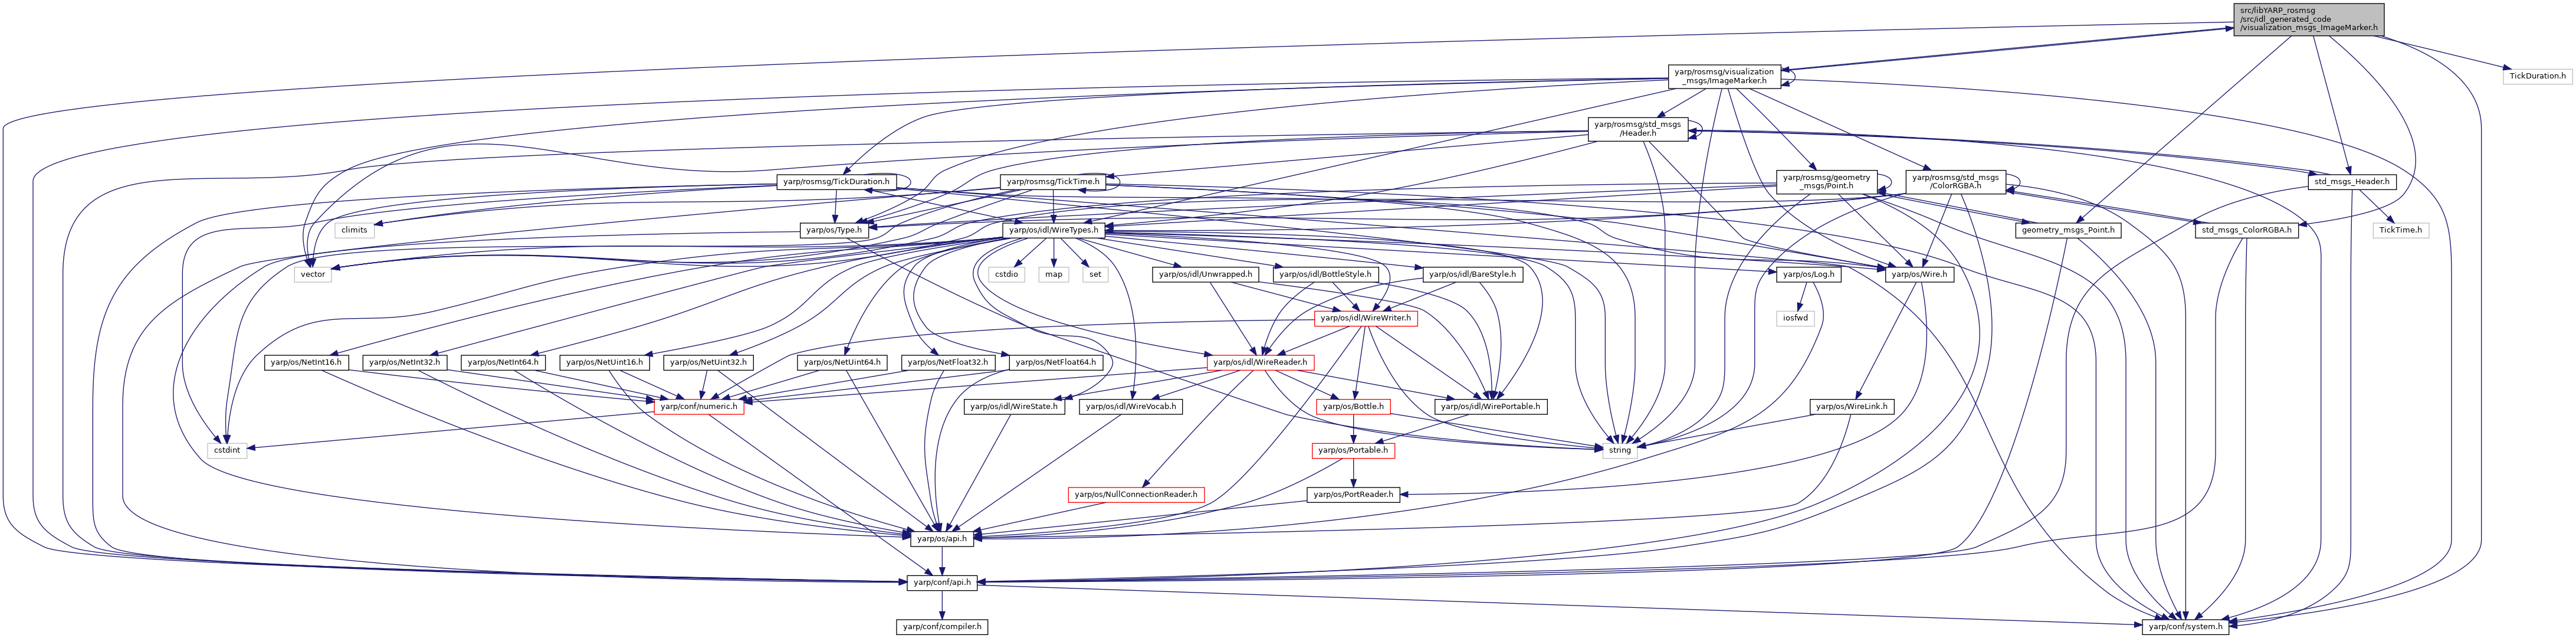 src/libYARP_rosmsg
/src/idl_generated_code
/visualization_msgs_ImageMarker.h
yarp/rosmsg/visualization
_msgs/ImageMarker.h
TickDuration.h
yarp/rosmsg/std_msgs
/Header.h
yarp/rosmsg/TickDuration.h
yarp/rosmsg/TickTime.h
yarp/rosmsg/geometry
_msgs/Point.h
yarp/rosmsg/std_msgs
/ColorRGBA.h
std_msgs_Header.h
climits
yarp/os/Type.h
yarp/os/idl/WireTypes.h
geometry_msgs_Point.h
std_msgs_ColorRGBA.h
TickTime.h
vector
cstdio
map
set
yarp/os/idl/Unwrapped.h
yarp/os/idl/BottleStyle.h
yarp/os/idl/BareStyle.h
yarp/os/Log.h
yarp/os/Wire.h
yarp/os/idl/WireWriter.h
iosfwd
yarp/os/NetInt16.h
yarp/os/NetInt32.h
yarp/os/NetInt64.h
yarp/os/NetUint16.h
yarp/os/NetUint32.h
yarp/os/NetUint64.h
yarp/os/NetFloat32.h
yarp/os/NetFloat64.h
yarp/os/idl/WireReader.h
yarp/conf/numeric.h
yarp/os/idl/WireState.h
yarp/os/idl/WireVocab.h
yarp/os/Bottle.h
yarp/os/idl/WirePortable.h
yarp/os/WireLink.h
cstdint
yarp/os/Portable.h
string
yarp/os/NullConnectionReader.h
yarp/os/PortReader.h
yarp/os/api.h
yarp/conf/api.h
yarp/conf/compiler.h
yarp/conf/system.h